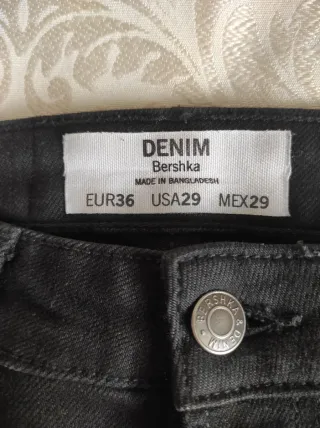 DENIM
Bershka
MADE IN BANGLADESH
EUR36 USA29 MEX29
BERSHKA & DENIM